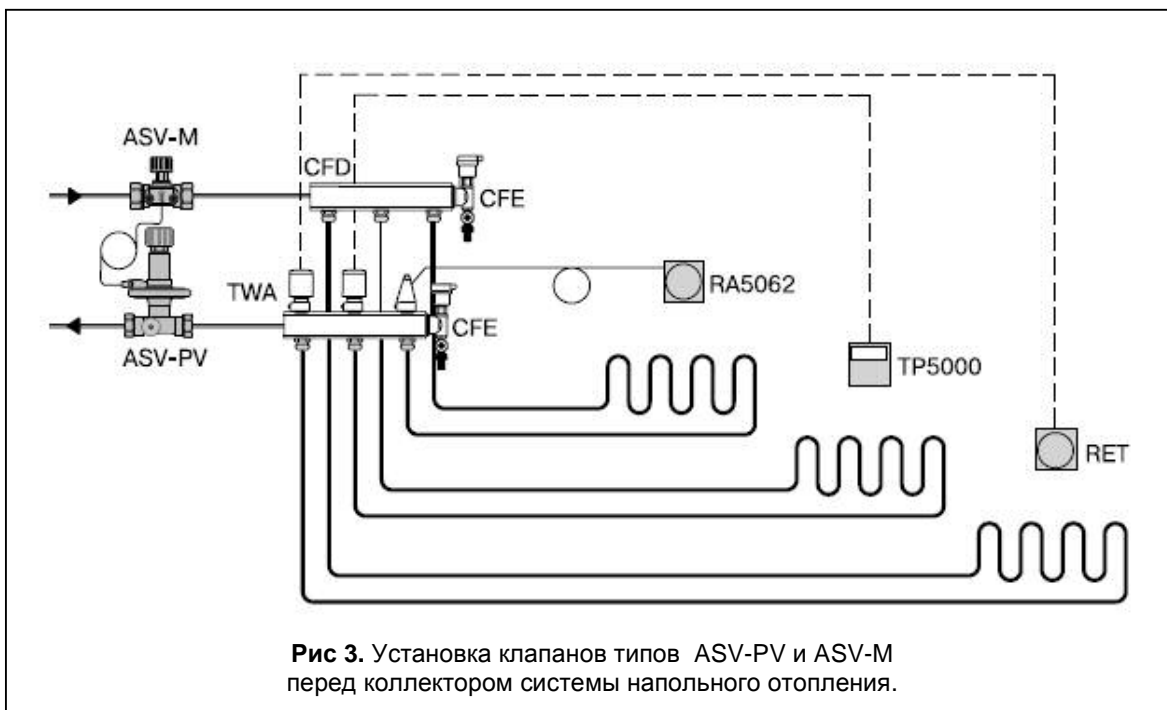 ASV-M
CFD
CFE
TWA
RA5062
CFE
ASV-PV
TP5000
RET
Рис 3. Установка клапанов типов ASV-PV и ASV-M
перед коллектором системы напольного отопления.